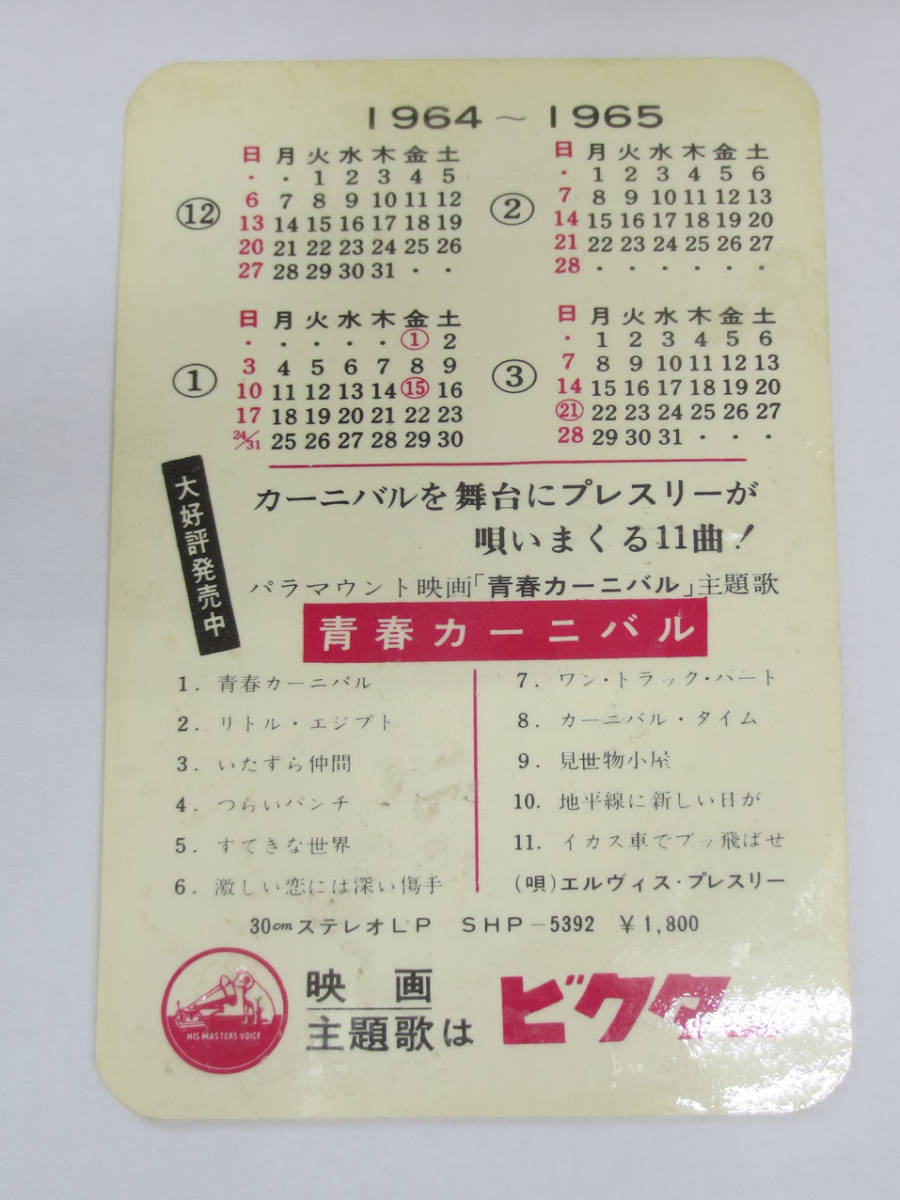 1964～1965
⑫
日 月 火 水 木 金 土
・ ・ 1 2 3 4 5
6 7 8 9 10 11 12
13 14 15 16 17 18 19
20 21 22 23 24 25 26
27 28 29 30 31 ・ ・
②
日 月 火 水 木 金 土
・ 1 2 3 4 5 6
7 8 9 10 11 12 13
14 15 16 17 18 19 20
21 22 23 24 25 26 27
28 ・ ・ ・ ・ ・ ・
①
日 月 火 水 木 金 土
・ ・ ・ ・ ・ ① 2
3 4 5 6 7 8 9
10 11 12 13 14 ⑮ 16
17 18 19 20 21 22 23
24/31 25 26 27 28 29 30
③
日 月 火 水 木 金 土
・ 1 2 3 4 5 6
7 8 9 10 11 12 13
14 15 16 17 18 19 20
㉑ 22 23 24 25 26 27
28 29 30 31 ・ ・ ・
大好評発売中
カーニバルを舞台にプレスリーが
唄いまくる11曲！
パラマウント映画「青春カーニバル」主題歌
青春カーニバル
1. 青春カーニバル
2. リトル・エジプト
3. いたずら仲間
4. つらいパンチ
5. すてきな世界
6. 激しい恋には深い傷手
7. ワン・トラック・ハート
8. カーニバル・タイム
9. 見世物小屋
10. 地平線に新しい日が
11. イカス車でブッ飛ばせ
(唄)エルヴィス・プレスリー
30cmステレオLP SHP-5392 ¥1,800
HIS MASTERS VOICE
映画
主題歌は
ビクター